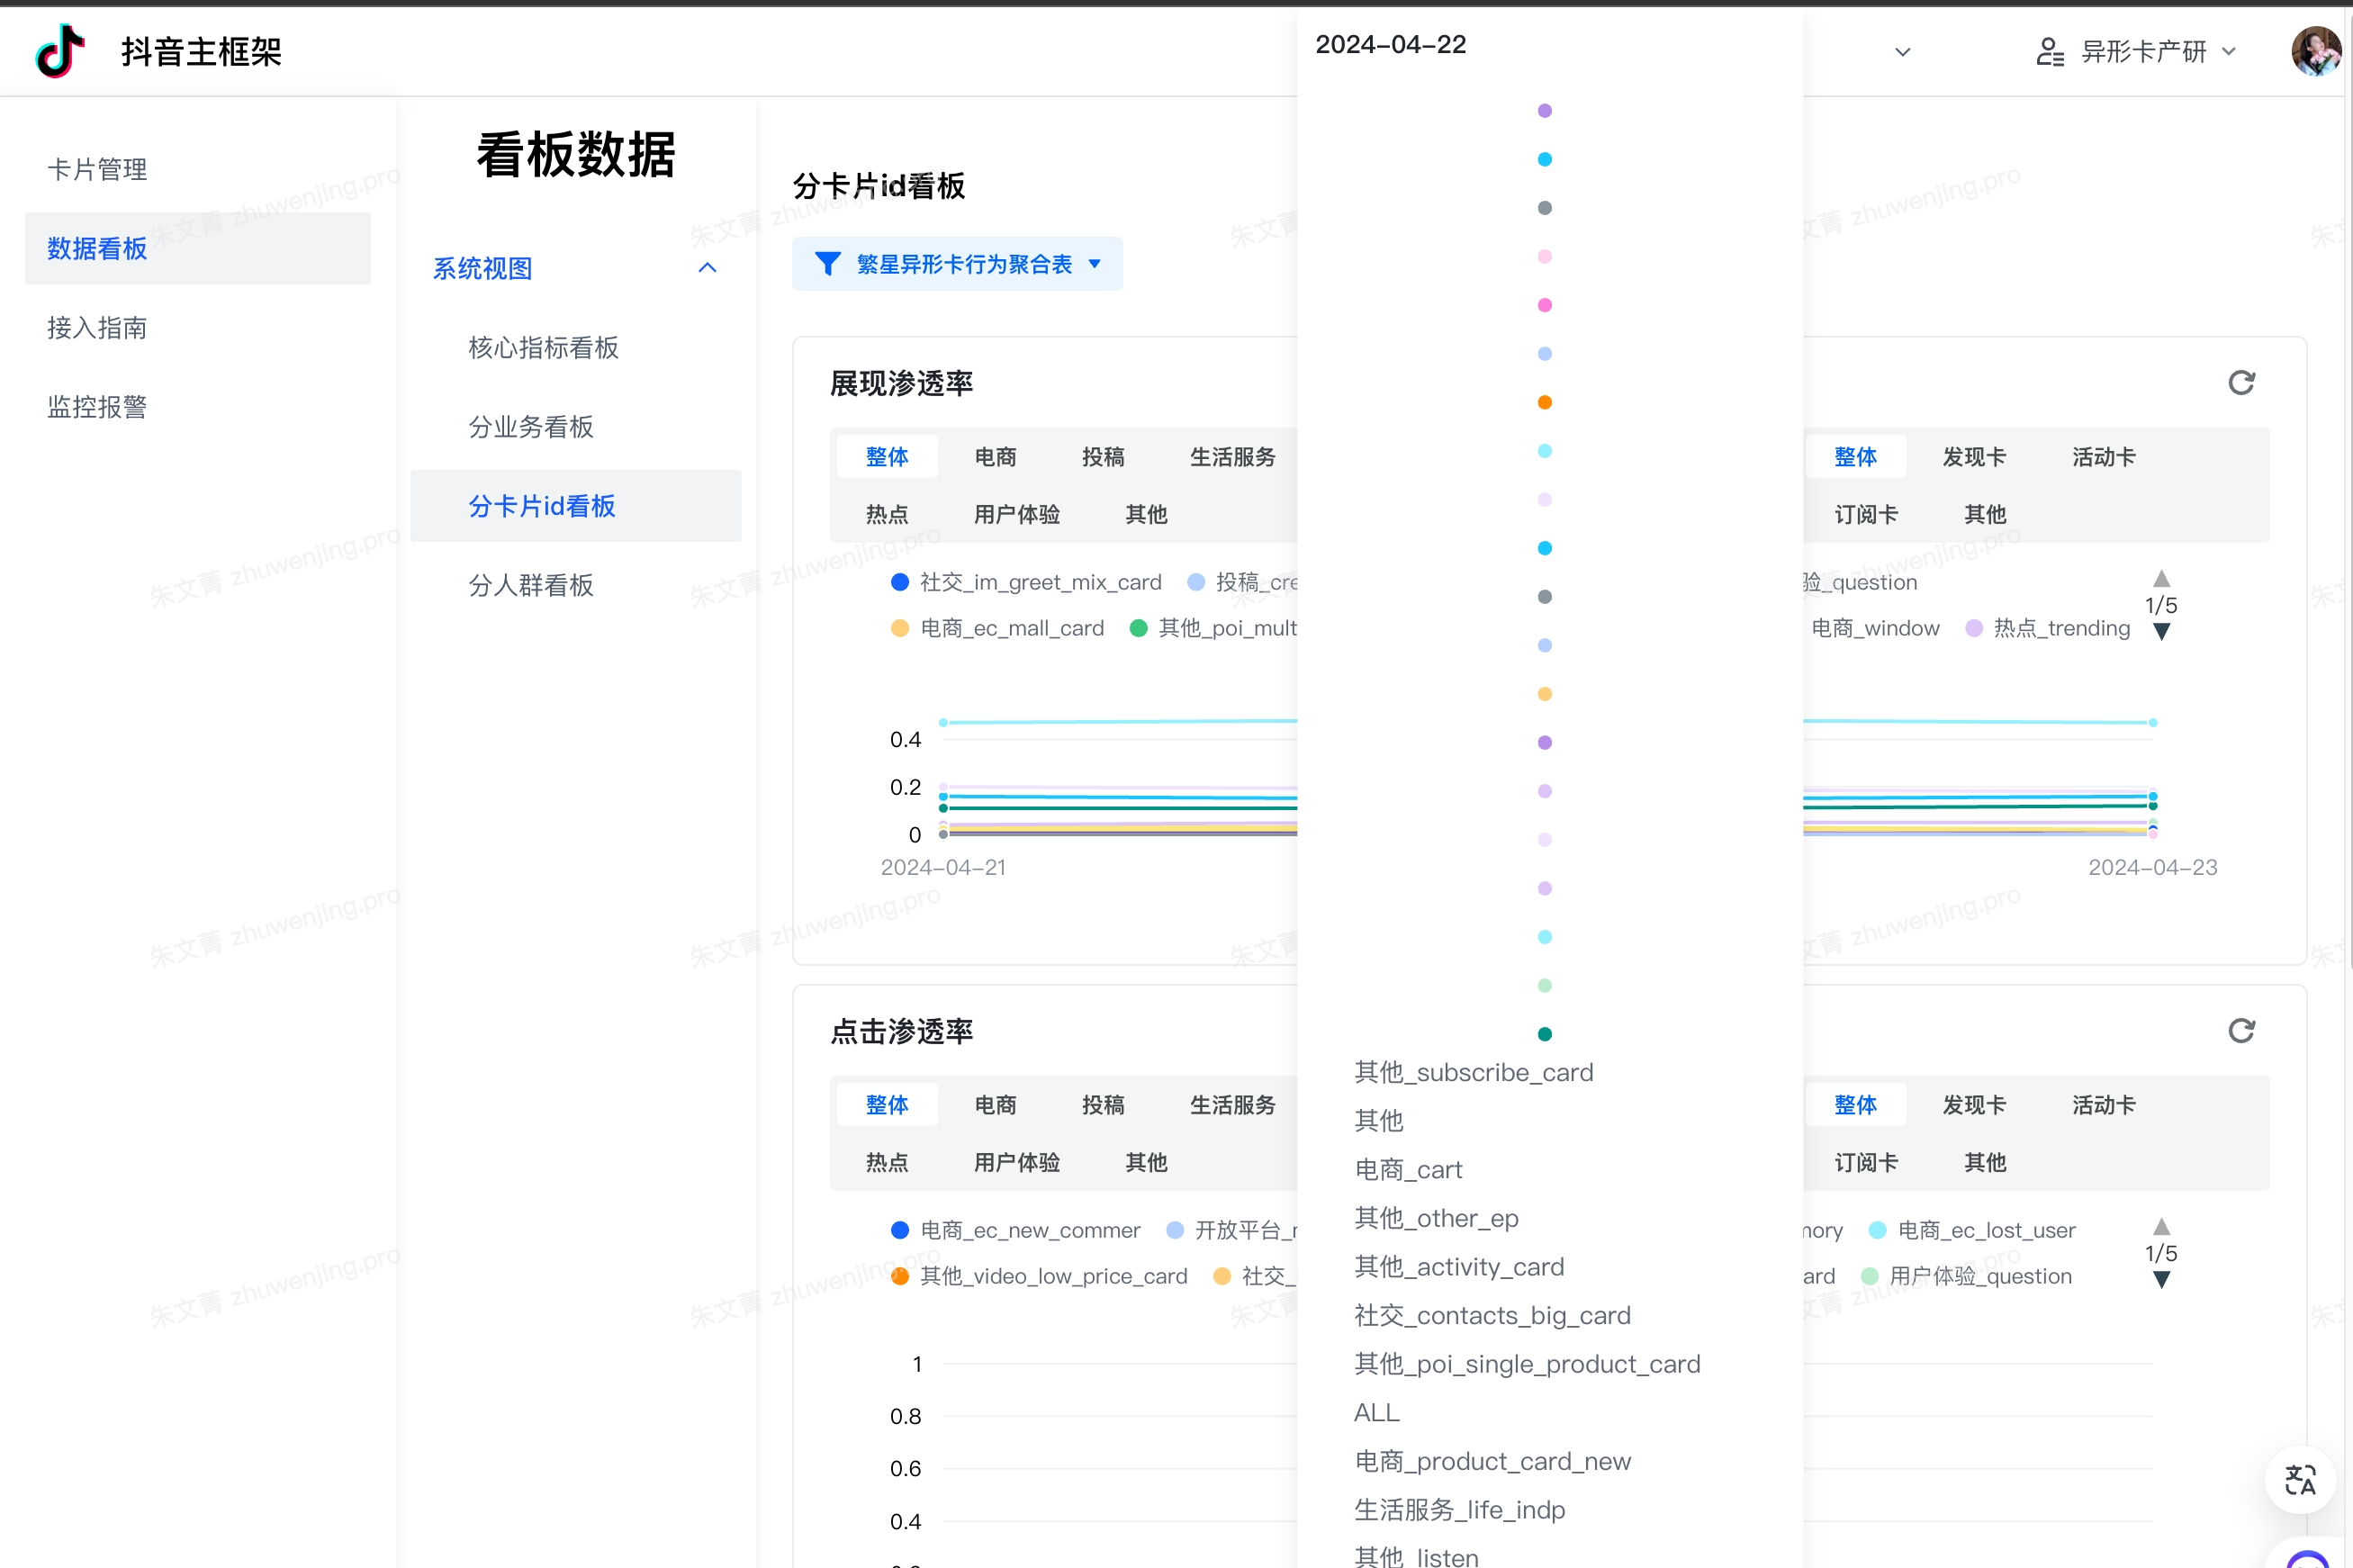 抖音主框架
异形卡产研
卡片管理
数据看板
接入指南
监控报警
看板数据
系统视图
核心指标看板
分业务看板
分卡片id看板
分人群看板
分卡片id看板
繁星异形卡行为聚合表
展现渗透率
整体 电商 投稿 生活服务 整体 发现卡 活动卡
热点 用户体验 其他 订阅卡 其他
社交_im_greet_mix_card 投稿_cre 验_question
1/5
电商_ec_mall_card 其他_poi_mult 电商_window 热点_trending
0.4
0.2
0
2024-04-21 2024-04-23
点击渗透率
整体 电商 投稿 生活服务 整体 发现卡 活动卡
热点 用户体验 其他 订阅卡 其他
电商_ec_new_commer 开放平台_ nory 电商_ec_lost_user
1/5
其他_video_low_price_card 社交_ ard 用户体验_question
1
0.8
0.6
0.4
2024-04-22
其他_subscribe_card
其他
电商_cart
其他_other_ep
其他_activity_card
社交_contacts_big_card
其他_poi_single_product_card
ALL
电商_product_card_new
生活服务_life_indp
其他_listen
朱文菁 zhuwenjing.pro